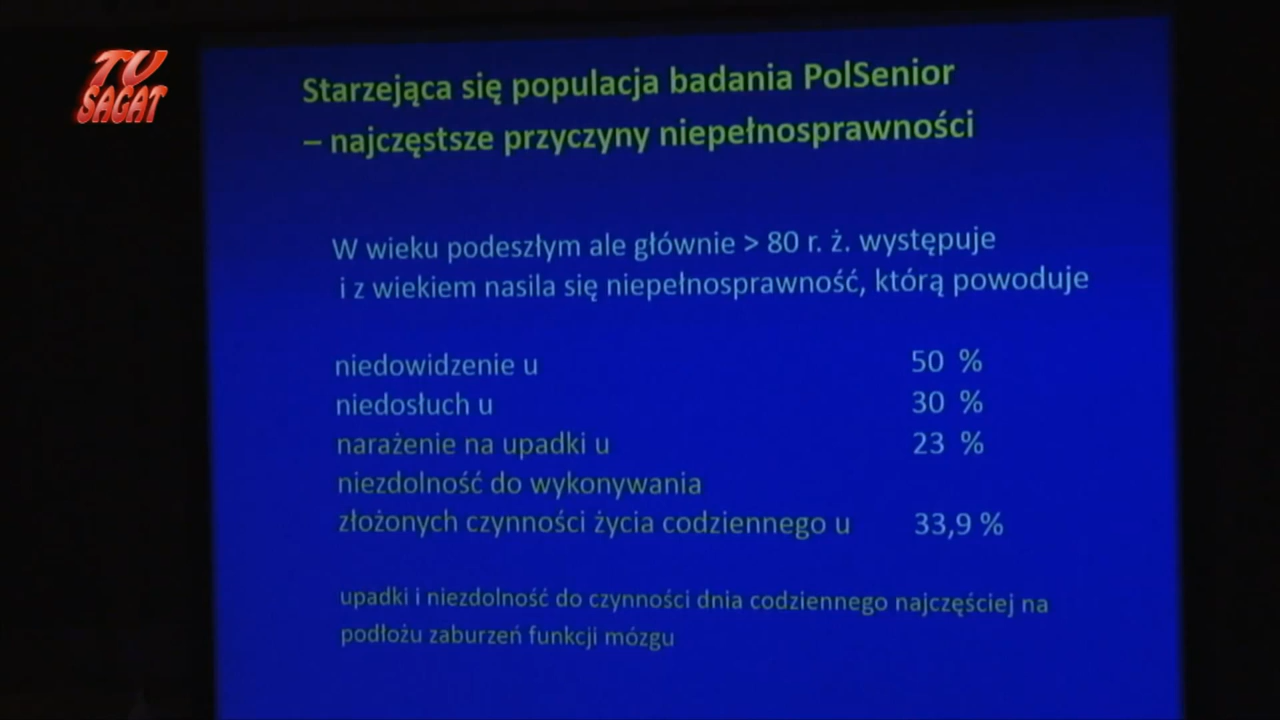 TV
SAGAT
Starzejąca się populacja badania PolSenior
– najczęstsze przyczyny niepełnosprawności
W wieku podeszłym ale głównie > 80 r. ż. występuje
i z wiekiem nasila się niepełnosprawność, którą powoduje
niedowidzenie u 50 %
niedosłuch u 30 %
narażenie na upadki u 23 %
niezdolność do wykonywania
złożonych czynności życia codziennego u 33,9 %
upadki i niezdolność do czynności dnia codziennego najczęściej na
podłożu zaburzeń funkcji mózgu